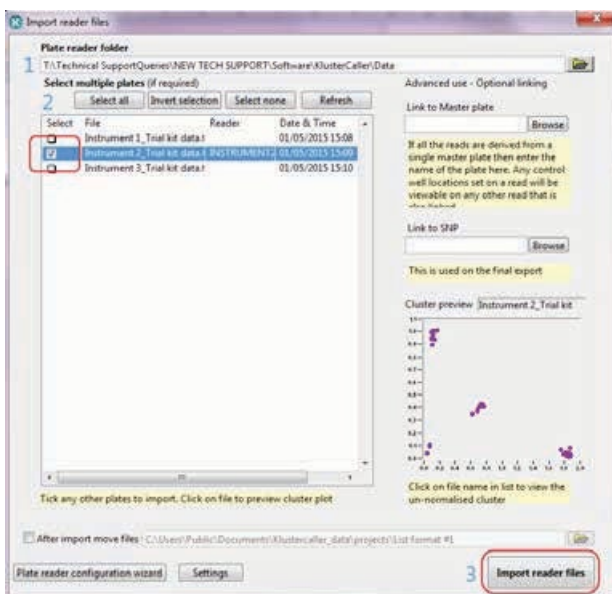 Import reader files
Plate reader folder
1 T:\Technical SupportQueries\NEW TECH SUPPORT\Software\KlusterCaller\Data
Select multiple plates (if required)
2 Select all Invert selection Select none Refresh
Select File Reader Date & Time
Instrument 1_Trial kit data.t 01/05/2015 15:08
Instrument 2_Trial kit data.t INSTRUMENT2 01/05/2015 15:09
Instrument 3_Trial kit data.t 01/05/2015 15:10
Tick any other plates to import. Click on file to preview cluster plot
Advanced use - Optional linking
Link to Master plate
Browse
If all the reads are derived from a
single master plate then enter the
name of the plate here. Any control
well locations set on a read will be
viewable on any other read that is
also linked
Link to SNP
Browse
This is used on the final export
Cluster preview Instrument 2_Trial kit
Click on file name in list to view the
un-normalised cluster
After import move files C:\Users\Public\Documents\Klustercaller_data\projects\List format #1
Plate reader configuration wizard Settings 3 Import reader files